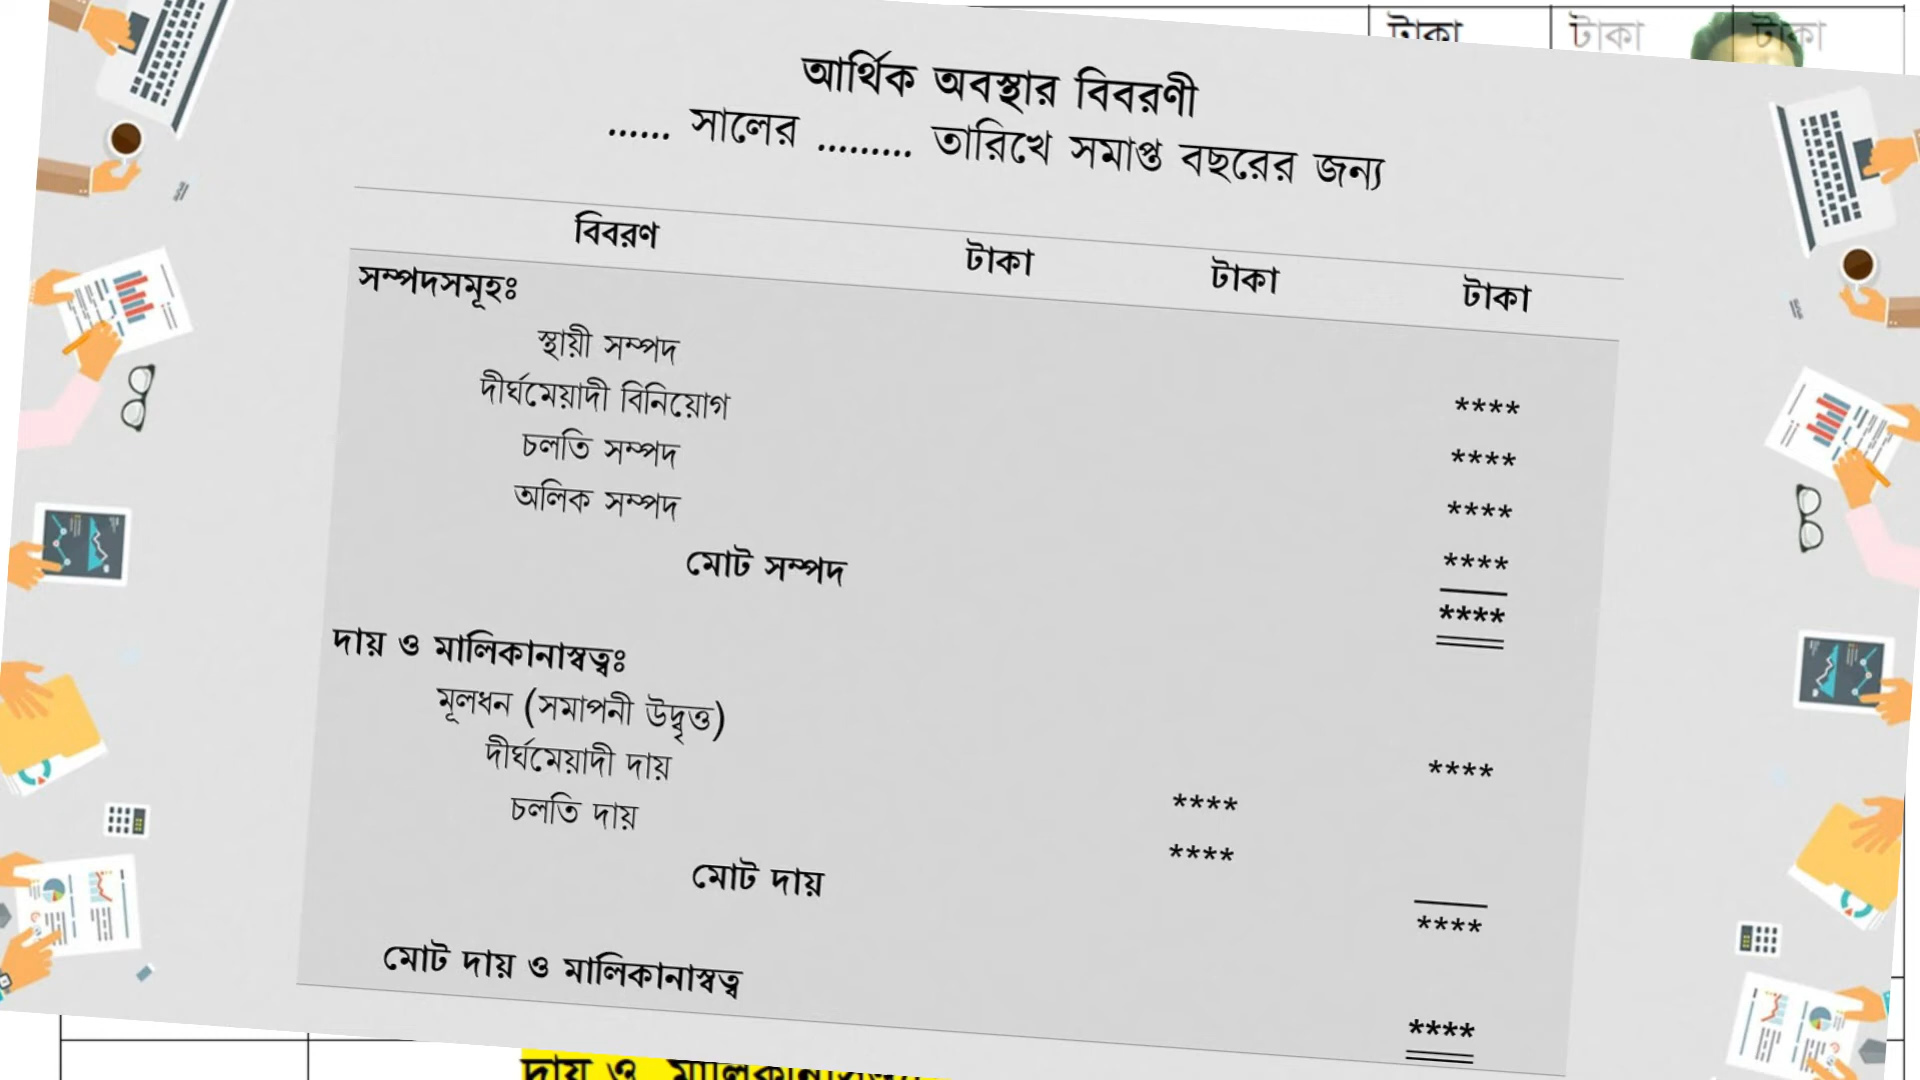 টাকা টাকা টাকা
আর্থিক অবস্থার বিবরণী
...... সালের ......... তারিখে সমাপ্ত বছরের জন্য
বিবরণ টাকা টাকা টাকা
সম্পদসমূহঃ
স্থায়ী সম্পদ ****
দীর্ঘমেয়াদী বিনিয়োগ ****
চলতি সম্পদ ****
অলিক সম্পদ ****
মোট সম্পদ ****
দায় ও মালিকানাস্বত্বঃ
মূলধন (সমাপনী উদ্বৃত্ত) ****
দীর্ঘমেয়াদী দায় ****
চলতি দায় ****
মোট দায় ****
মোট দায় ও মালিকানাস্বত্ব ****
দায় ও